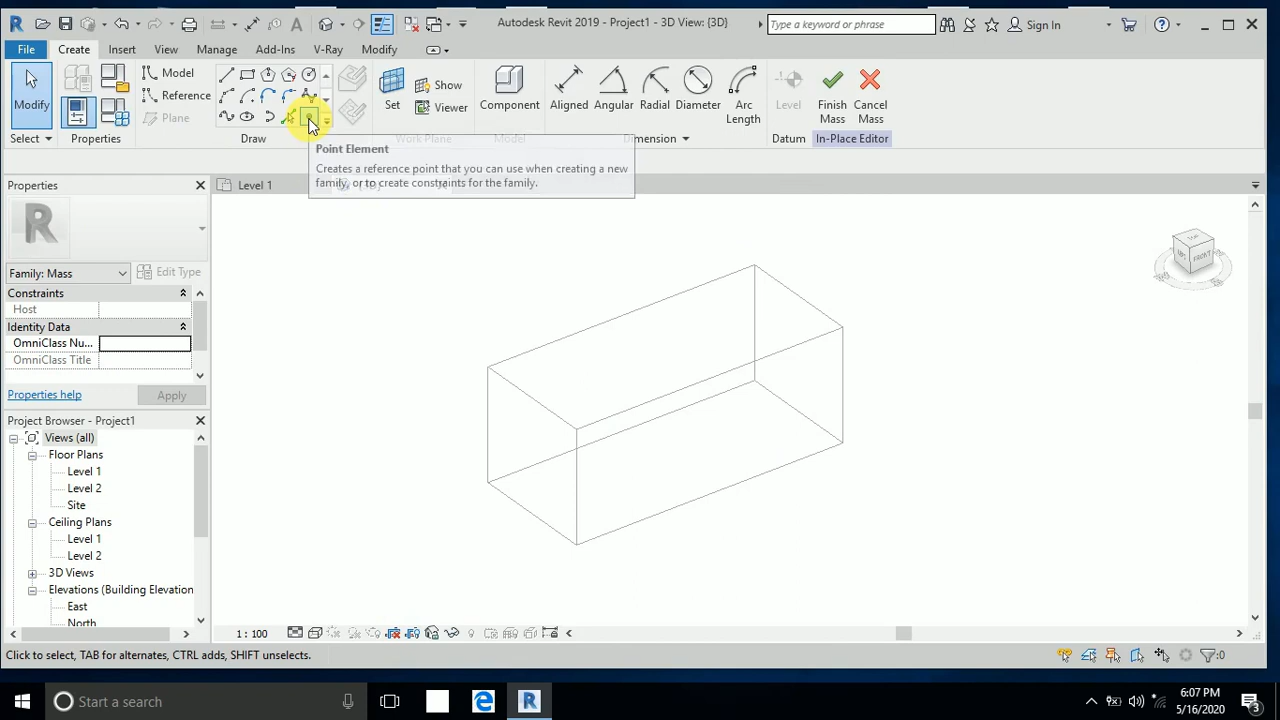 Autodesk Revit 2019 - Project1 - 3D View: {3D}
Type a keyword or phrase
Sign In
File
Create
Insert
View
Manage
Add-Ins
V-Ray
Modify
Modify
Select
Properties
Model
Reference
Plane
Draw
Set
Show
Viewer
Work Plane
Component
Model
Aligned
Angular
Radial
Diameter
Arc Length
Dimension
Level
Datum
Finish Mass
Cancel Mass
In-Place Editor
Point Element
Creates a reference point that you can use when creating a new
family, or to create constraints for the family.
Properties
Level 1
Family: Mass
Edit Type
Constraints
Host
Identity Data
OmniClass Nu...
OmniClass Title
Properties help
Apply
Project Browser - Project1
Views (all)
Floor Plans
Level 1
Level 2
Site
Ceiling Plans
Level 1
Level 2
3D Views
Elevations (Building Elevation
East
North
TOP
FRONT
1 : 100
Click to select, TAB for alternates, CTRL adds, SHIFT unselects.
:0
Start a search
6:07 PM
5/16/2020
3